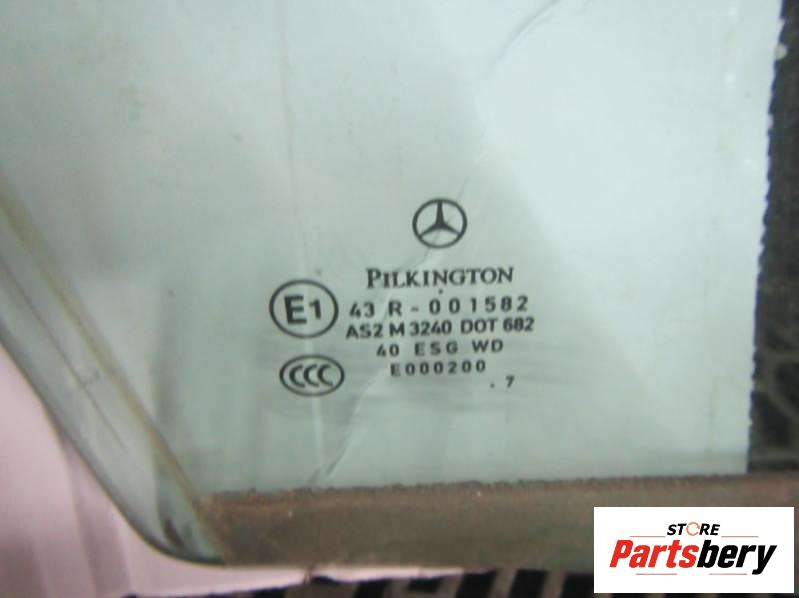 PILKINGTON
E1
43 R - 001582
AS2 M 3240 DOT 682
40 ESG WD
CCC
E000200
. 7
STORE
Partsbery